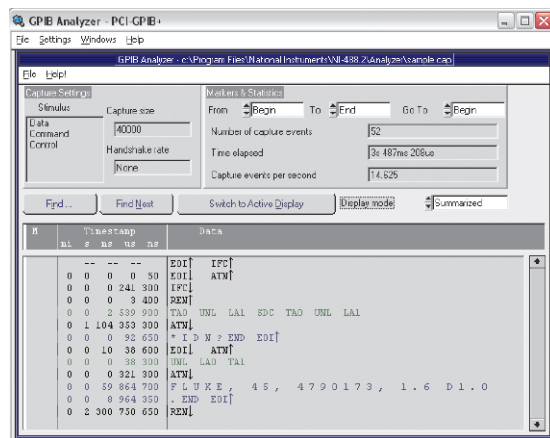 GPIB Analyzer - PCI-GPIB+
File Settings Windows Help
GPIB Analyzer - c:\Program Files\National Instruments\NI-488.2\Analyzer\sample.cap
File Help!
Capture Settings
Stimulus
Data
Command
Control
Capture size
40000
Handshake rate
None
Markers & Statistics
From Begin To End Go To Begin
Number of capture events 52
Time elapsed 3s 487ms 208us
Capture events per second 14.625
Find... Find Next Switch to Active Display Display mode Summarized
M Timestamp Data
mi s ms us ns
-- -- -- EOI↑ IFC↑
0 0 0 0 50 EOI↓ ATN↑
0 0 0 241 300 IFC↓
0 0 0 3 400 REN↑
0 0 2 539 900 TA0 UNL LA1 SDC TA0 UNL LA1
0 1 104 353 300 ATN↓
0 0 0 92 650 * I D N ? END EOI↑
0 0 10 38 600 EOI↓ ATN↑
0 0 0 38 300 UNL LA0 TA1
0 0 0 321 300 ATN↓
0 0 59 864 700 F L U K E , 4 5 , 4 7 9 0 1 7 3 , 1 . 6 D 1 . 0
0 0 8 964 350 . END EOI↑
0 2 300 750 650 REN↓